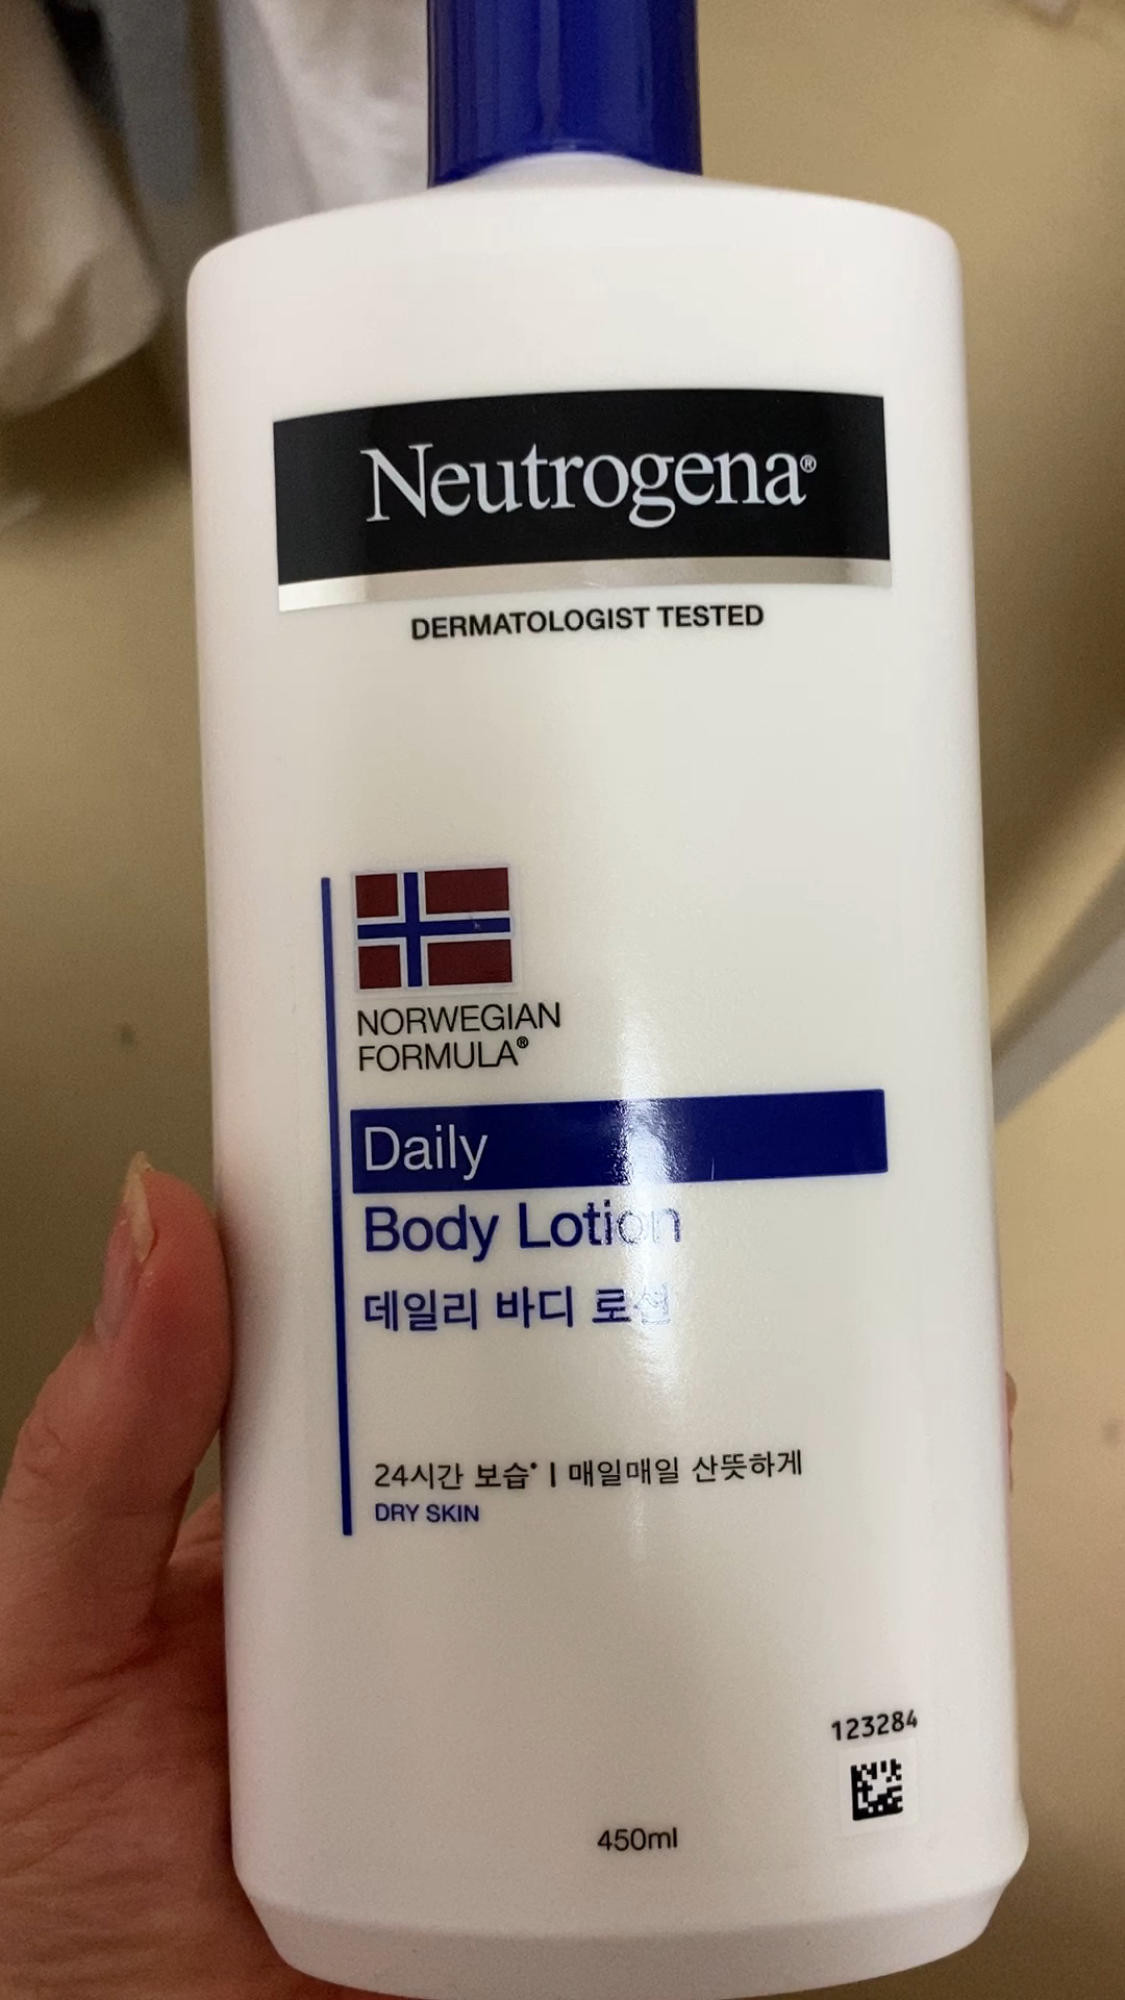 Neutrogena®
DERMATOLOGIST TESTED
NORWEGIAN
FORMULA®
Daily
Body Lotion
데일리 바디 로션
24시간 보습* | 매일매일 산뜻하게
DRY SKIN
123284
450ml